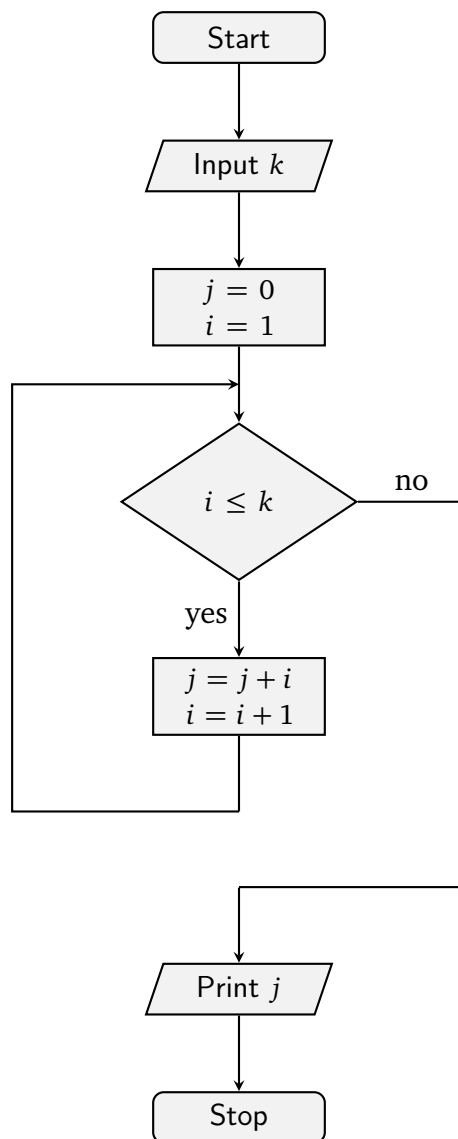 Start
Input k
j = 0
i = 1
i ≤ k
no
yes
j = j + i
i = i + 1
Print j
Stop